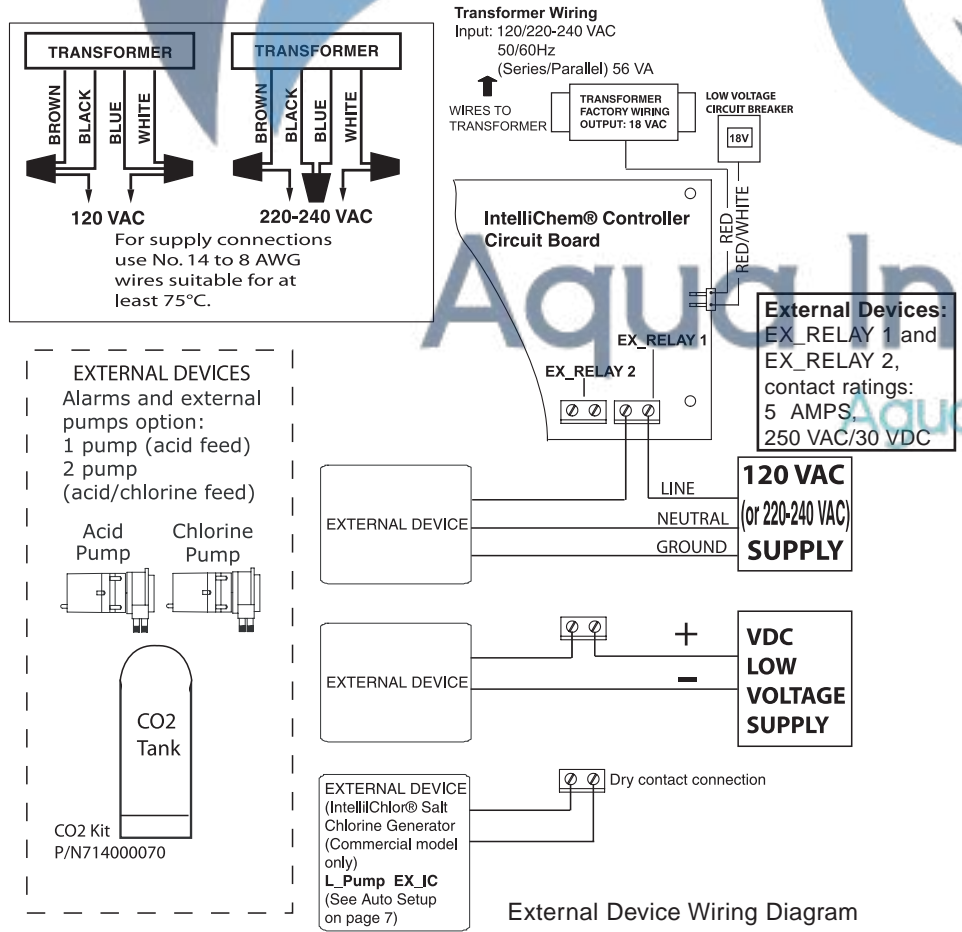 Transformer Wiring
Input: 120/220-240 VAC
50/60Hz
(Series/Parallel) 56 VA
WIRES TO
TRANSFORMER
TRANSFORMER
FACTORY WIRING
OUTPUT: 18 VAC
LOW VOLTAGE
CIRCUIT BREAKER
18V
RED
RED/WHITE
TRANSFORMER
BROWN
BLACK
BLUE
WHITE
120 VAC
TRANSFORMER
BROWN
BLACK
BLUE
WHITE
220-240 VAC
For supply connections
use No. 14 to 8 AWG
wires suitable for at
least 75°C.
IntelliChem® Controller
Circuit Board
EX_RELAY 1
EX_RELAY 2
Aqua In
External Devices:
EX_RELAY 1 and
EX_RELAY 2,
contact ratings:
5 AMPS,
250 VAC/30 VDC
Aqua
EXTERNAL DEVICES
Alarms and external
pumps option:
1 pump (acid feed)
2 pump
(acid/chlorine feed)
Acid
Pump
Chlorine
Pump
CO2
Tank
CO2 Kit
P/N714000070
EXTERNAL DEVICE
LINE
NEUTRAL
GROUND
120 VAC
(or 220-240 VAC)
SUPPLY
EXTERNAL DEVICE
+
−
VDC
LOW
VOLTAGE
SUPPLY
EXTERNAL DEVICE
(IntellilChlor® Salt
Chlorine Generator
(Commercial model
only)
L_Pump EX_IC
(See Auto Setup
on page 7)
Dry contact connection
External Device Wiring Diagram